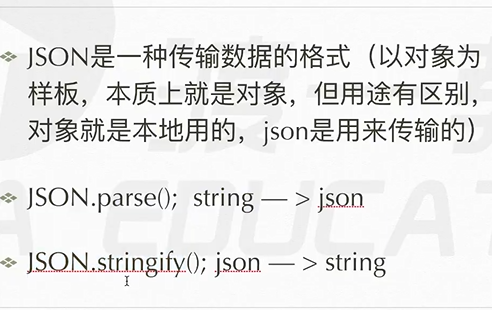 JSON是一种传输数据的格式（以对象为
样板，本质上就是对象，但用途有区别，
对象就是本地用的，json是用来传输的）
JSON.parse();  string — > json
JSON.stringify(); json — > string
EDUCAT